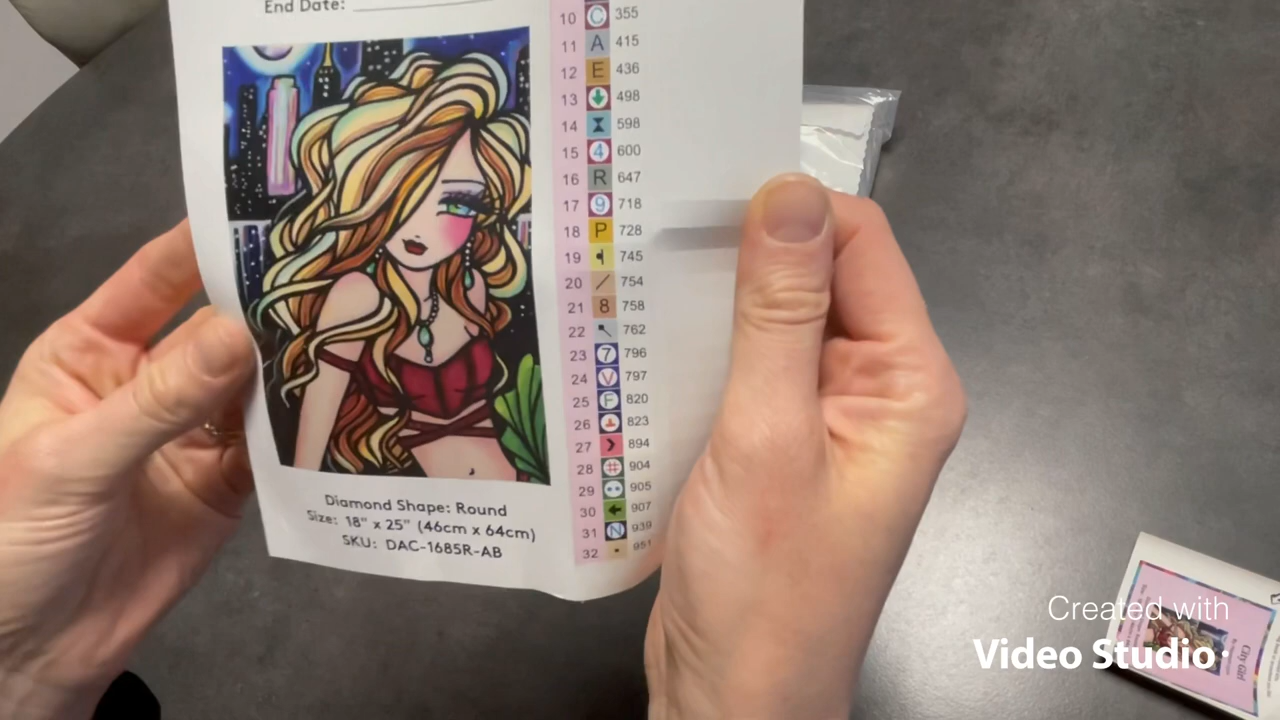 End Date:
10 C 355
11 A 415
12 E 436
13 498
14 598
15 4 600
16 R 647
17 9 718
18 P 728
19 745
20 / 754
21 8 758
22 762
23 7 796
24 V 797
25 F 820
26 823
27 894
28 # 904
29 905
30 907
31 N 939
32 951
Diamond Shape: Round
Size: 18" x 25" (46cm x 64cm)
SKU: DAC-1685R-AB
City Girl
Created with
Video Studio